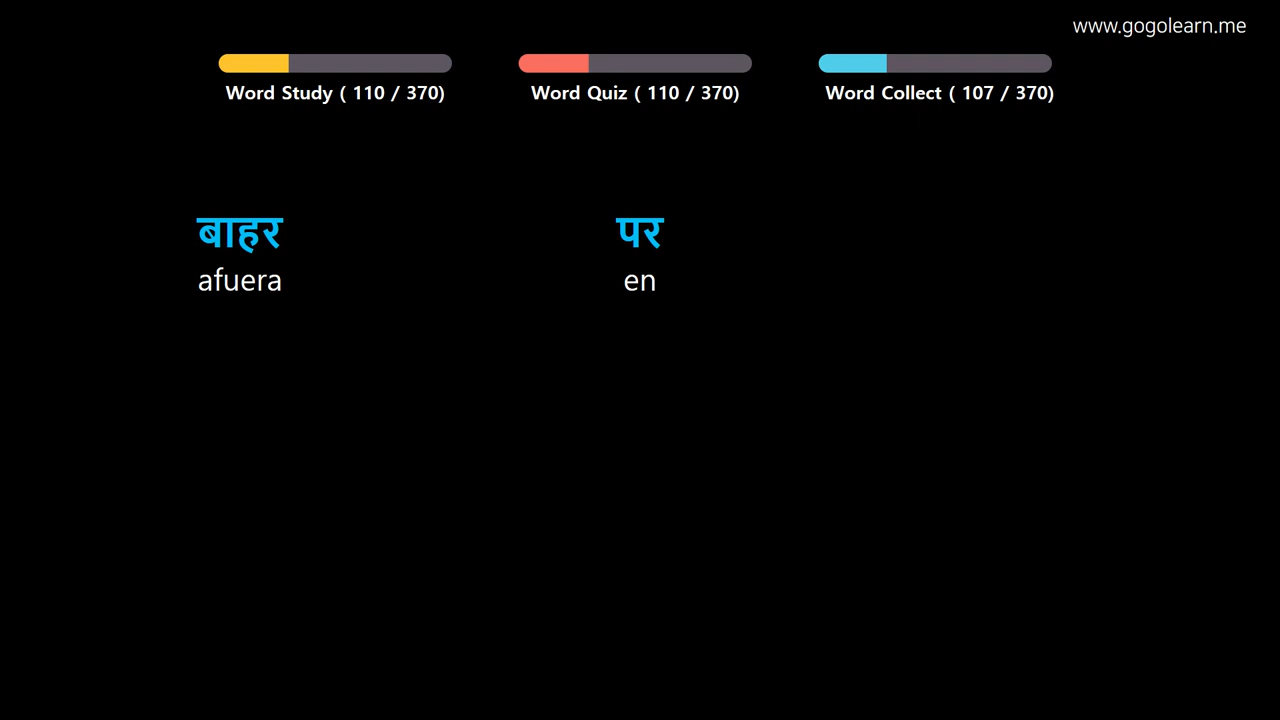 www.gogolearn.me
Word Study ( 110 / 370)
Word Quiz ( 110 / 370)
Word Collect ( 107 / 370)
बाहर
पर
afuera
en